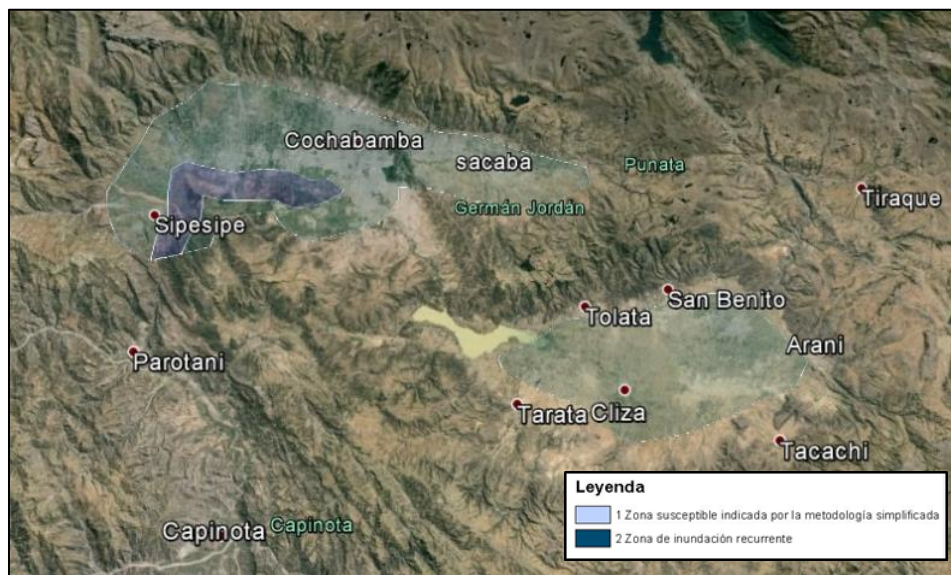 Cochabamba
sacaba
Punata
Tiraque
Germán Jordán
Sipesipe
San Benito
Tolata
Arani
Parotani
Tarata
Cliza
Tacachi
Capinota
Capinota
Leyenda
1 Zona susceptible indicada por la metodología simplificada
2 Zona de inundación recurrente